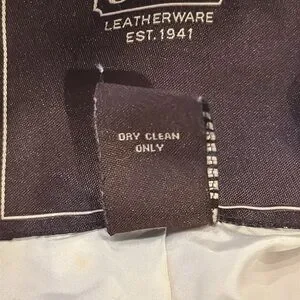 LEATHERWARE
EST. 1941
DRY CLEAN
ONLY